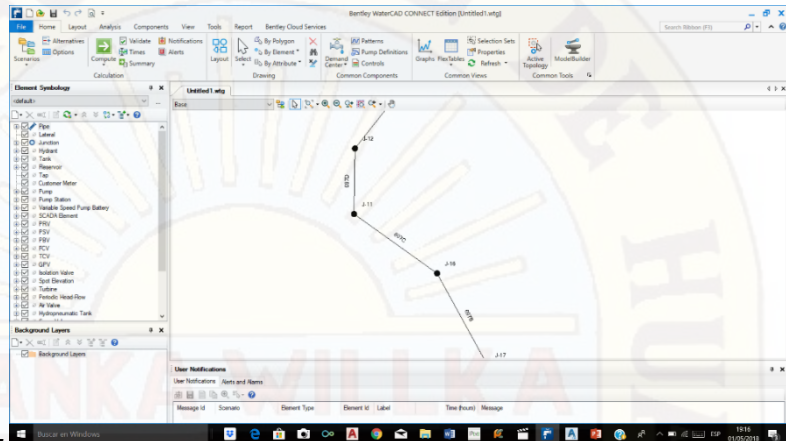 Bentley WaterCAD CONNECT Edition [Untitled1.wtg]
File Home Layout Analysis Components View Tools Report Bentley Cloud Services
Search Ribbon (F3)
Scenarios
Alternatives
Options
Compute
Validate
Times
Summary
Notifications
Alerts
Calculation
Layout
Select
By Polygon
By Element
By Attribute
Drawing
Demand Center
Patterns
Pump Definitions
Controls
Common Components
Graphs
FlexTables
Selection Sets
Properties
Refresh
Common Views
Active Topology
ModelBuilder
Common Tools
Element Symbology
<default>
Pipe
Lateral
Junction
Hydrant
Tank
Reservoir
Tap
Customer Meter
Pump
Pump Station
Variable Speed Pump Battery
SCADA Element
PRV
PSV
PBV
FCV
TCV
GPV
Isolation Valve
Spot Elevation
Turbine
Periodic Head-Flow
Air Valve
Hydropneumatic Tank
Background Layers
Background Layers
Untitled1.wtg
Base
J-12
J-11
J-16
J-17
User Notifications
User Notifications Alerts and Alarms
Message Id Scenario Element Type Element Id Label Time (hours) Message
Buscar en Windows
ESP
19:16
01/05/2018
WANKA WILLKA